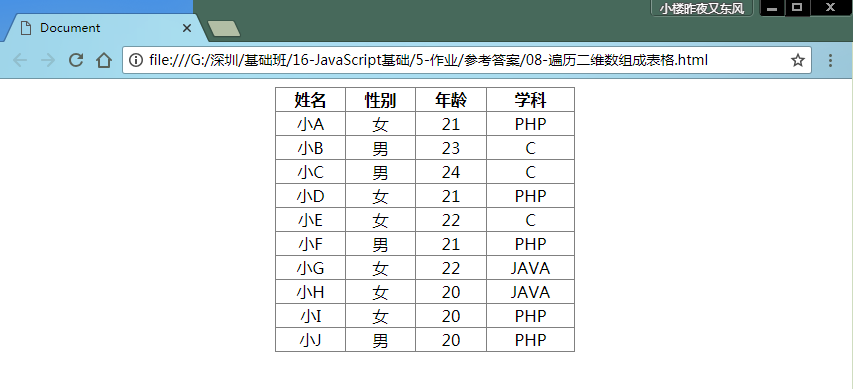 小楼昨夜又东风
Document
file:///G:/深圳/基础班/16-JavaScript基础/5-作业/参考答案/08-遍历二维数组成表格.html
姓名 性别 年龄 学科
小A 女 21 PHP
小B 男 23 C
小C 男 24 C
小D 女 21 PHP
小E 女 22 C
小F 男 21 PHP
小G 女 22 JAVA
小H 女 20 JAVA
小I 女 20 PHP
小J 男 20 PHP